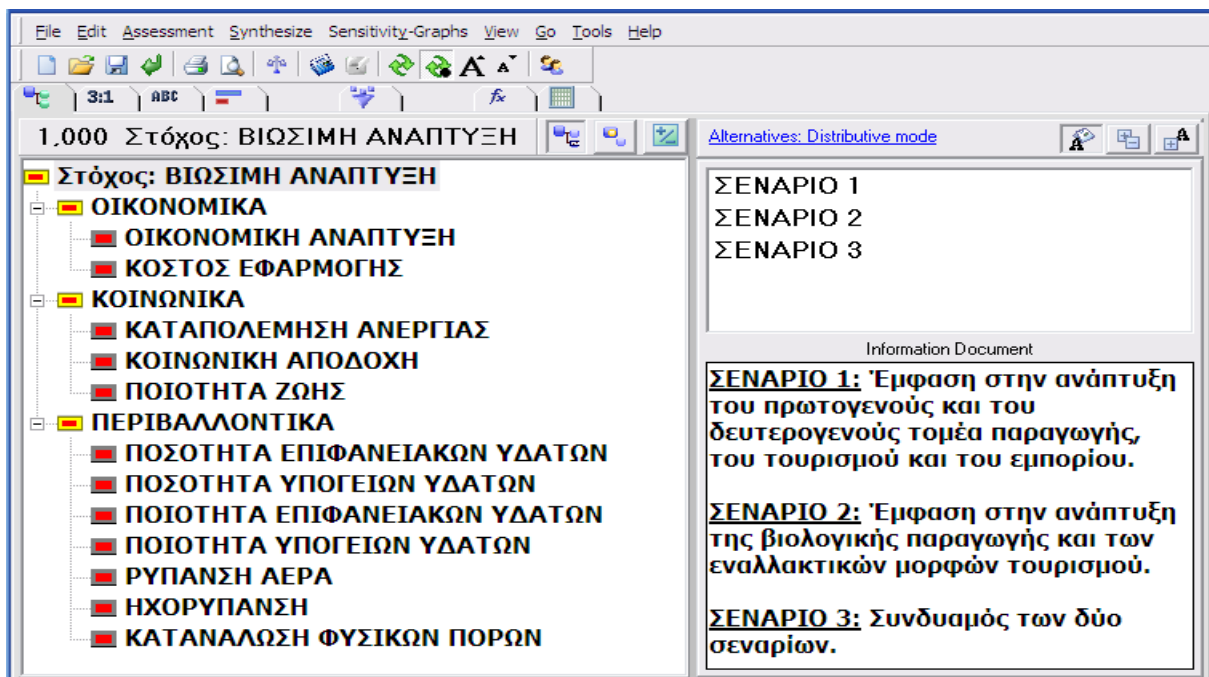 File Edit Assessment Synthesize Sensitivity-Graphs View Go Tools Help
A A
3:1 ABC fx
1,000 Στόχος: ΒΙΩΣΙΜΗ ΑΝΑΠΤΥΞΗ
Alternatives: Distributive mode
A A
Στόχος: ΒΙΩΣΙΜΗ ΑΝΑΠΤΥΞΗ
ΟΙΚΟΝΟΜΙΚΑ
ΟΙΚΟΝΟΜΙΚΗ ΑΝΑΠΤΥΞΗ
ΚΟΣΤΟΣ ΕΦΑΡΜΟΓΗΣ
ΚΟΙΝΩΝΙΚΑ
ΚΑΤΑΠΟΛΕΜΗΣΗ ΑΝΕΡΓΙΑΣ
ΚΟΙΝΩΝΙΚΗ ΑΠΟΔΟΧΗ
ΠΟΙΟΤΗΤΑ ΖΩΗΣ
ΠΕΡΙΒΑΛΛΟΝΤΙΚΑ
ΠΟΣΟΤΗΤΑ ΕΠΙΦΑΝΕΙΑΚΩΝ ΥΔΑΤΩΝ
ΠΟΣΟΤΗΤΑ ΥΠΟΓΕΙΩΝ ΥΔΑΤΩΝ
ΠΟΙΟΤΗΤΑ ΕΠΙΦΑΝΕΙΑΚΩΝ ΥΔΑΤΩΝ
ΠΟΙΟΤΗΤΑ ΥΠΟΓΕΙΩΝ ΥΔΑΤΩΝ
ΡΥΠΑΝΣΗ ΑΕΡΑ
ΗΧΟΡΥΠΑΝΣΗ
ΚΑΤΑΝΑΛΩΣΗ ΦΥΣΙΚΩΝ ΠΟΡΩΝ
ΣΕΝΑΡΙΟ 1
ΣΕΝΑΡΙΟ 2
ΣΕΝΑΡΙΟ 3
Information Document
ΣΕΝΑΡΙΟ 1: Έμφαση στην ανάπτυξη
του πρωτογενούς και του
δευτερογενούς τομέα παραγωγής,
του τουρισμού και του εμπορίου.
ΣΕΝΑΡΙΟ 2: Έμφαση στην ανάπτυξη
της βιολογικής παραγωγής και των
εναλλακτικών μορφών τουρισμού.
ΣΕΝΑΡΙΟ 3: Συνδυαμός των δύο
σεναρίων.